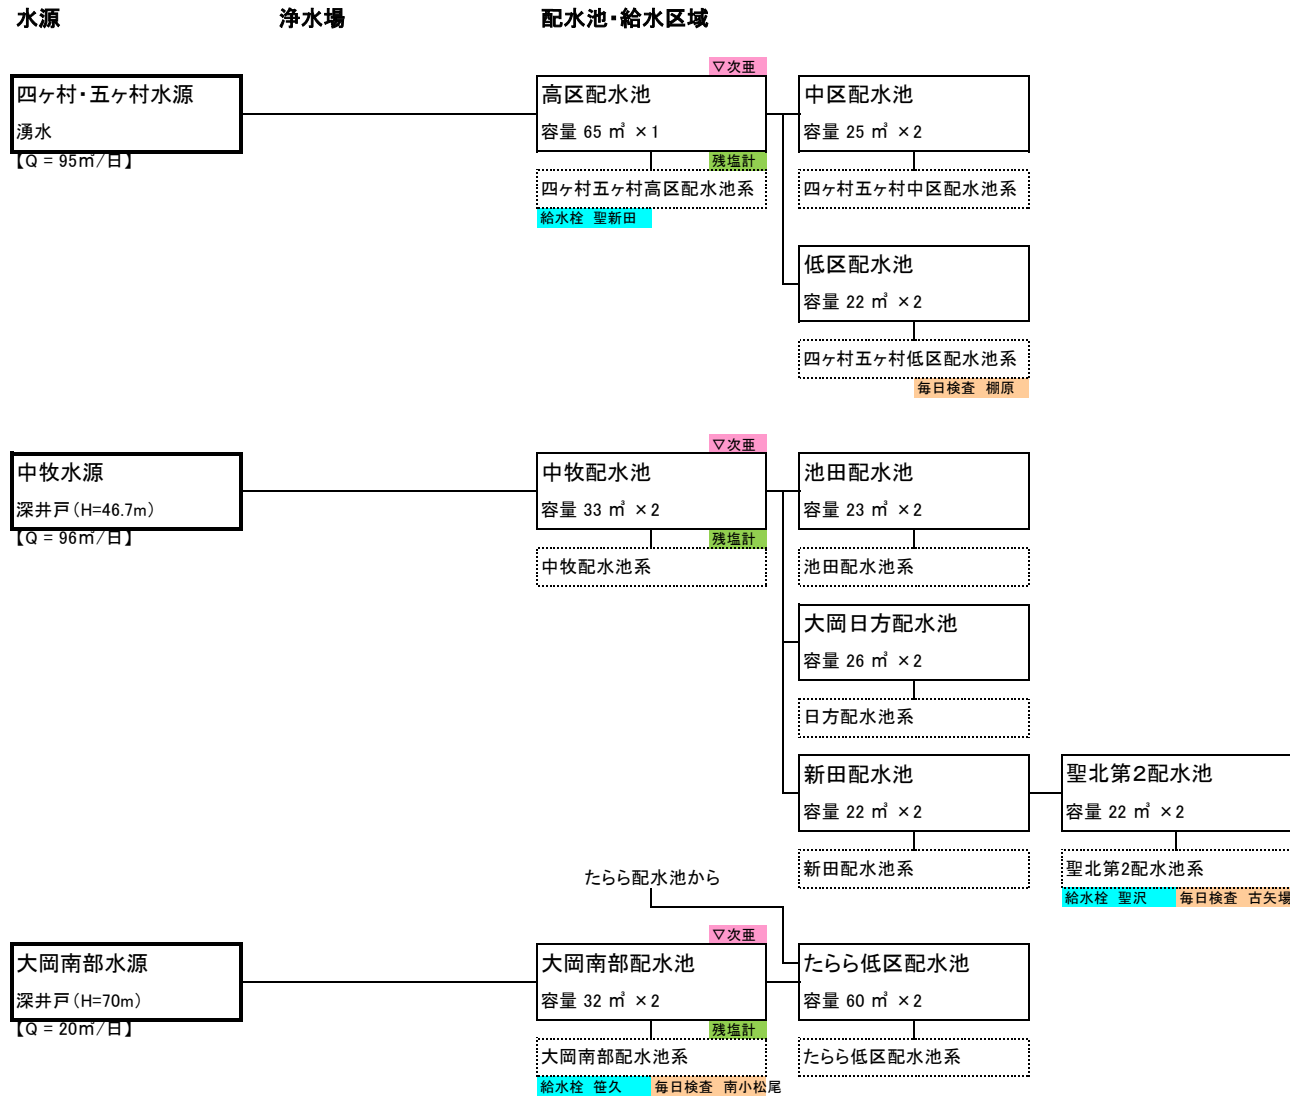 水源
浄水場
配水池・給水区域
四ヶ村・五ヶ村水源
湧水
【Q = 95㎥/日】
▽次亜
高区配水池
容量 65 ㎥ ×1
残塩計
四ヶ村五ヶ村高区配水池系
給水栓 聖新田
中区配水池
容量 25 ㎥ ×2
四ヶ村五ヶ村中区配水池系
低区配水池
容量 22 ㎥ ×2
四ヶ村五ヶ村低区配水池系
毎日検査 棚原
中牧水源
深井戸(H=46.7m)
【Q = 96㎥/日】
▽次亜
中牧配水池
容量 33 ㎥ ×2
残塩計
中牧配水池系
池田配水池
容量 23 ㎥ ×2
池田配水池系
大岡日方配水池
容量 26 ㎥ ×2
日方配水池系
新田配水池
容量 22 ㎥ ×2
新田配水池系
聖北第2配水池
容量 22 ㎥ ×2
聖北第2配水池系
給水栓 聖沢
毎日検査 古矢場
たらら配水池から
大岡南部水源
深井戸(H=70m)
【Q = 20㎥/日】
▽次亜
大岡南部配水池
容量 32 ㎥ ×2
残塩計
大岡南部配水池系
給水栓 笹久
毎日検査 南小松尾
たらら低区配水池
容量 60 ㎥ ×2
たらら低区配水池系